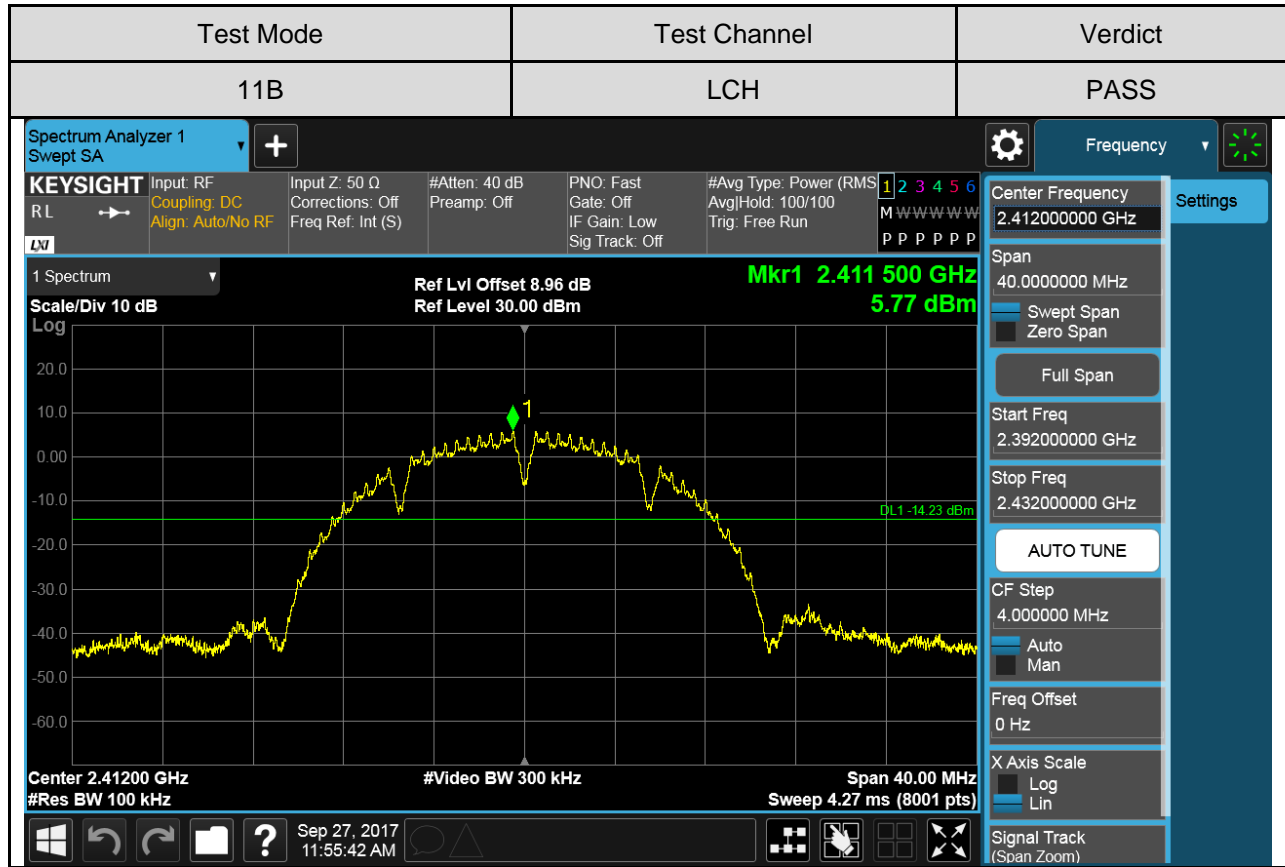 Test Mode Test Channel Verdict
11B LCH PASS
Spectrum Analyzer 1
Swept SA
+
Frequency
KEYSIGHT
RL
LXI
Input: RF
Coupling: DC
Align: Auto/No RF
Input Z: 50 Ω
Corrections: Off
Freq Ref: Int (S)
#Atten: 40 dB
Preamp: Off
PNO: Fast
Gate: Off
IF Gain: Low
Sig Track: Off
#Avg Type: Power (RMS
Avg|Hold: 100/100
Trig: Free Run
1 2 3 4 5 6
M W W W W W
P P P P P P
1 Spectrum
Scale/Div 10 dB
Ref Lvl Offset 8.96 dB
Ref Level 30.00 dBm
Mkr1 2.411 500 GHz
5.77 dBm
Log
20.0
10.0
0.00
-10.0
-20.0
-30.0
-40.0
-50.0
-60.0
1
DL1 -14.23 dBm
Center 2.41200 GHz
#Res BW 100 kHz
#Video BW 300 kHz
Span 40.00 MHz
Sweep 4.27 ms (8001 pts)
Center Frequency
2.412000000 GHz
Settings
Span
40.0000000 MHz
Swept Span
Zero Span
Full Span
Start Freq
2.392000000 GHz
Stop Freq
2.432000000 GHz
AUTO TUNE
CF Step
4.000000 MHz
Auto
Man
Freq Offset
0 Hz
X Axis Scale
Log
Lin
Signal Track
(Span Zoom)
?
Sep 27, 2017
11:55:42 AM